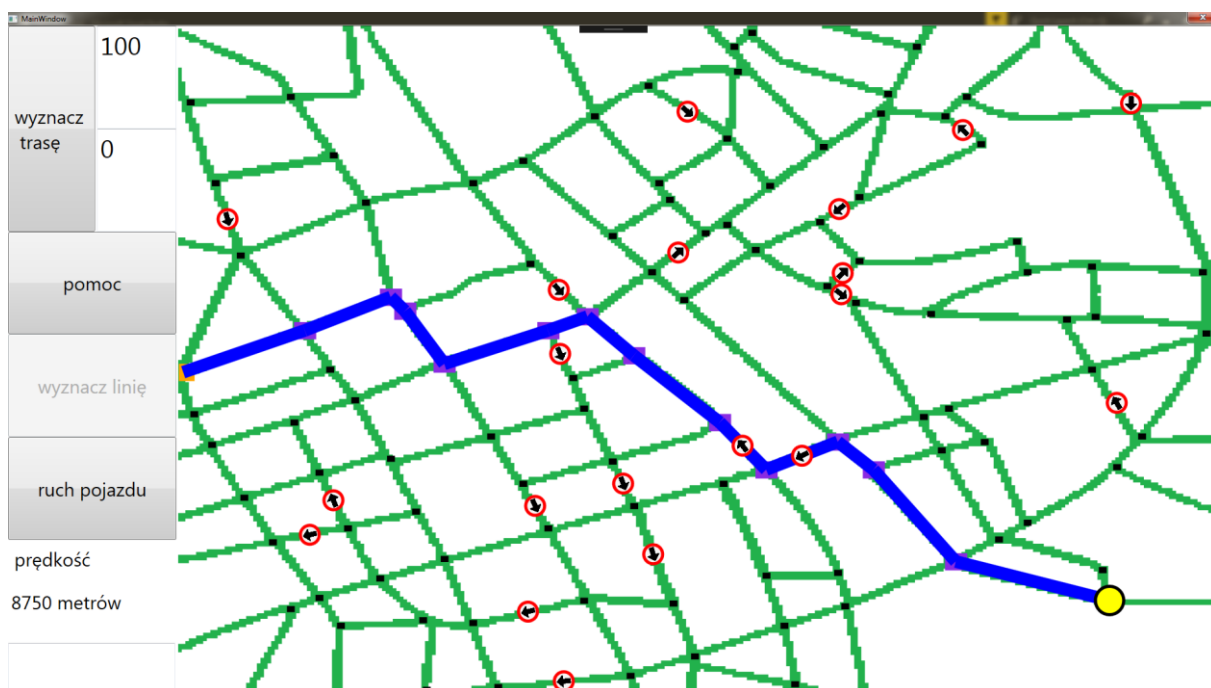 MainWindow
100
wyznacz
trasę
0
pomoc
wyznacz linię
ruch pojazdu
prędkość
8750 metrów